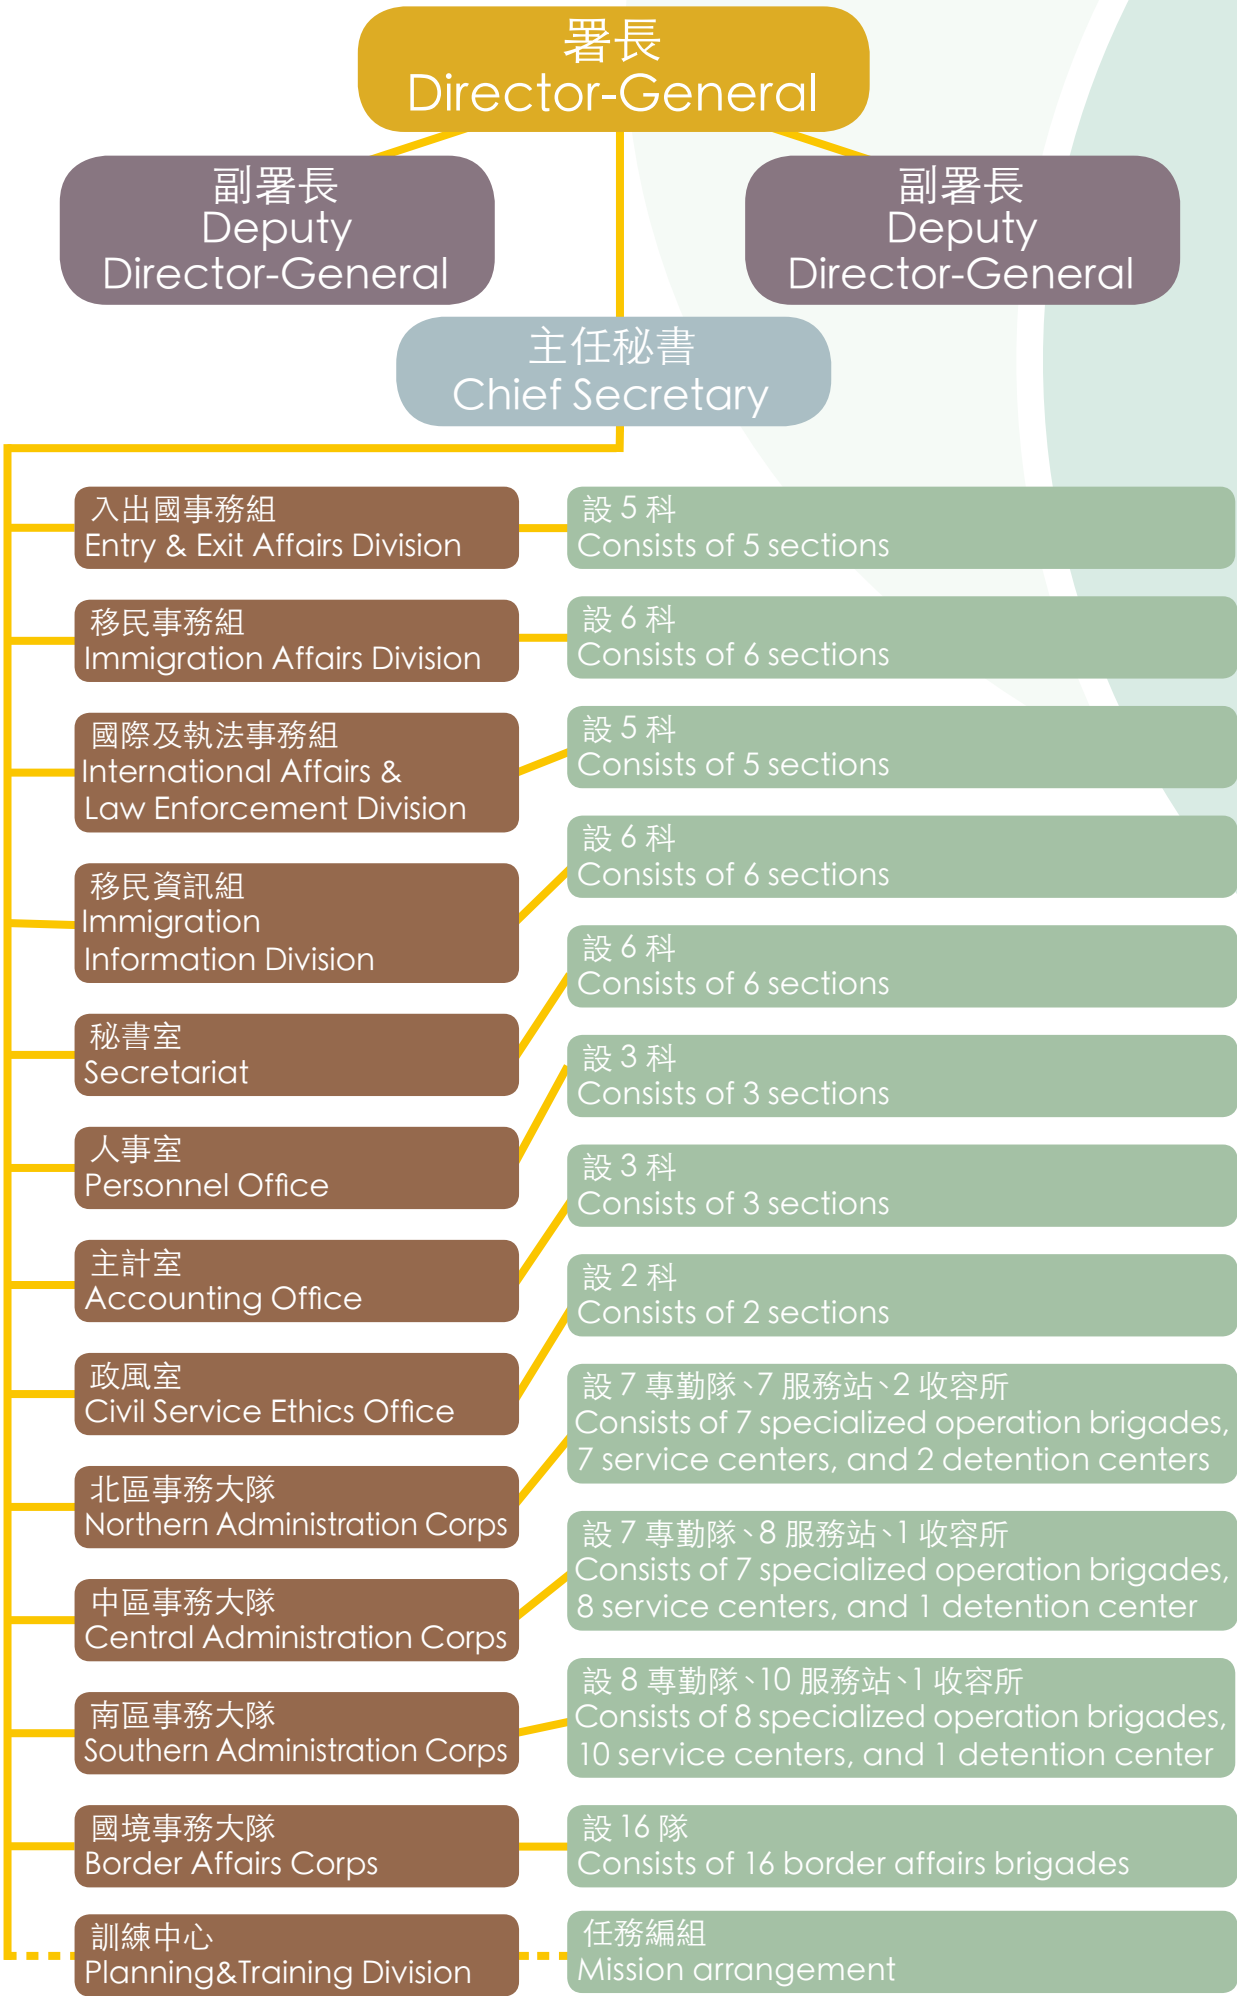 署長
Director-General
副署長
Deputy
Director-General
副署長
Deputy
Director-General
主任秘書
Chief Secretary
入出國事務組
Entry & Exit Affairs Division
設 5 科
Consists of 5 sections
移民事務組
Immigration Affairs Division
設 6 科
Consists of 6 sections
國際及執法事務組
International Affairs &
Law Enforcement Division
設 5 科
Consists of 5 sections
移民資訊組
Immigration
Information Division
設 6 科
Consists of 6 sections
秘書室
Secretariat
設 6 科
Consists of 6 sections
人事室
Personnel Office
設 3 科
Consists of 3 sections
主計室
Accounting Office
設 3 科
Consists of 3 sections
政風室
Civil Service Ethics Office
設 2 科
Consists of 2 sections
北區事務大隊
Northern Administration Corps
設 7 專勤隊、7 服務站、2 收容所
Consists of 7 specialized operation brigades,
7 service centers, and 2 detention centers
中區事務大隊
Central Administration Corps
設 7 專勤隊、8 服務站、1 收容所
Consists of 7 specialized operation brigades,
8 service centers, and 1 detention center
南區事務大隊
Southern Administration Corps
設 8 專勤隊、10 服務站、1 收容所
Consists of 8 specialized operation brigades,
10 service centers, and 1 detention center
國境事務大隊
Border Affairs Corps
設 16 隊
Consists of 16 border affairs brigades
訓練中心
Planning&Training Division
任務編組
Mission arrangement